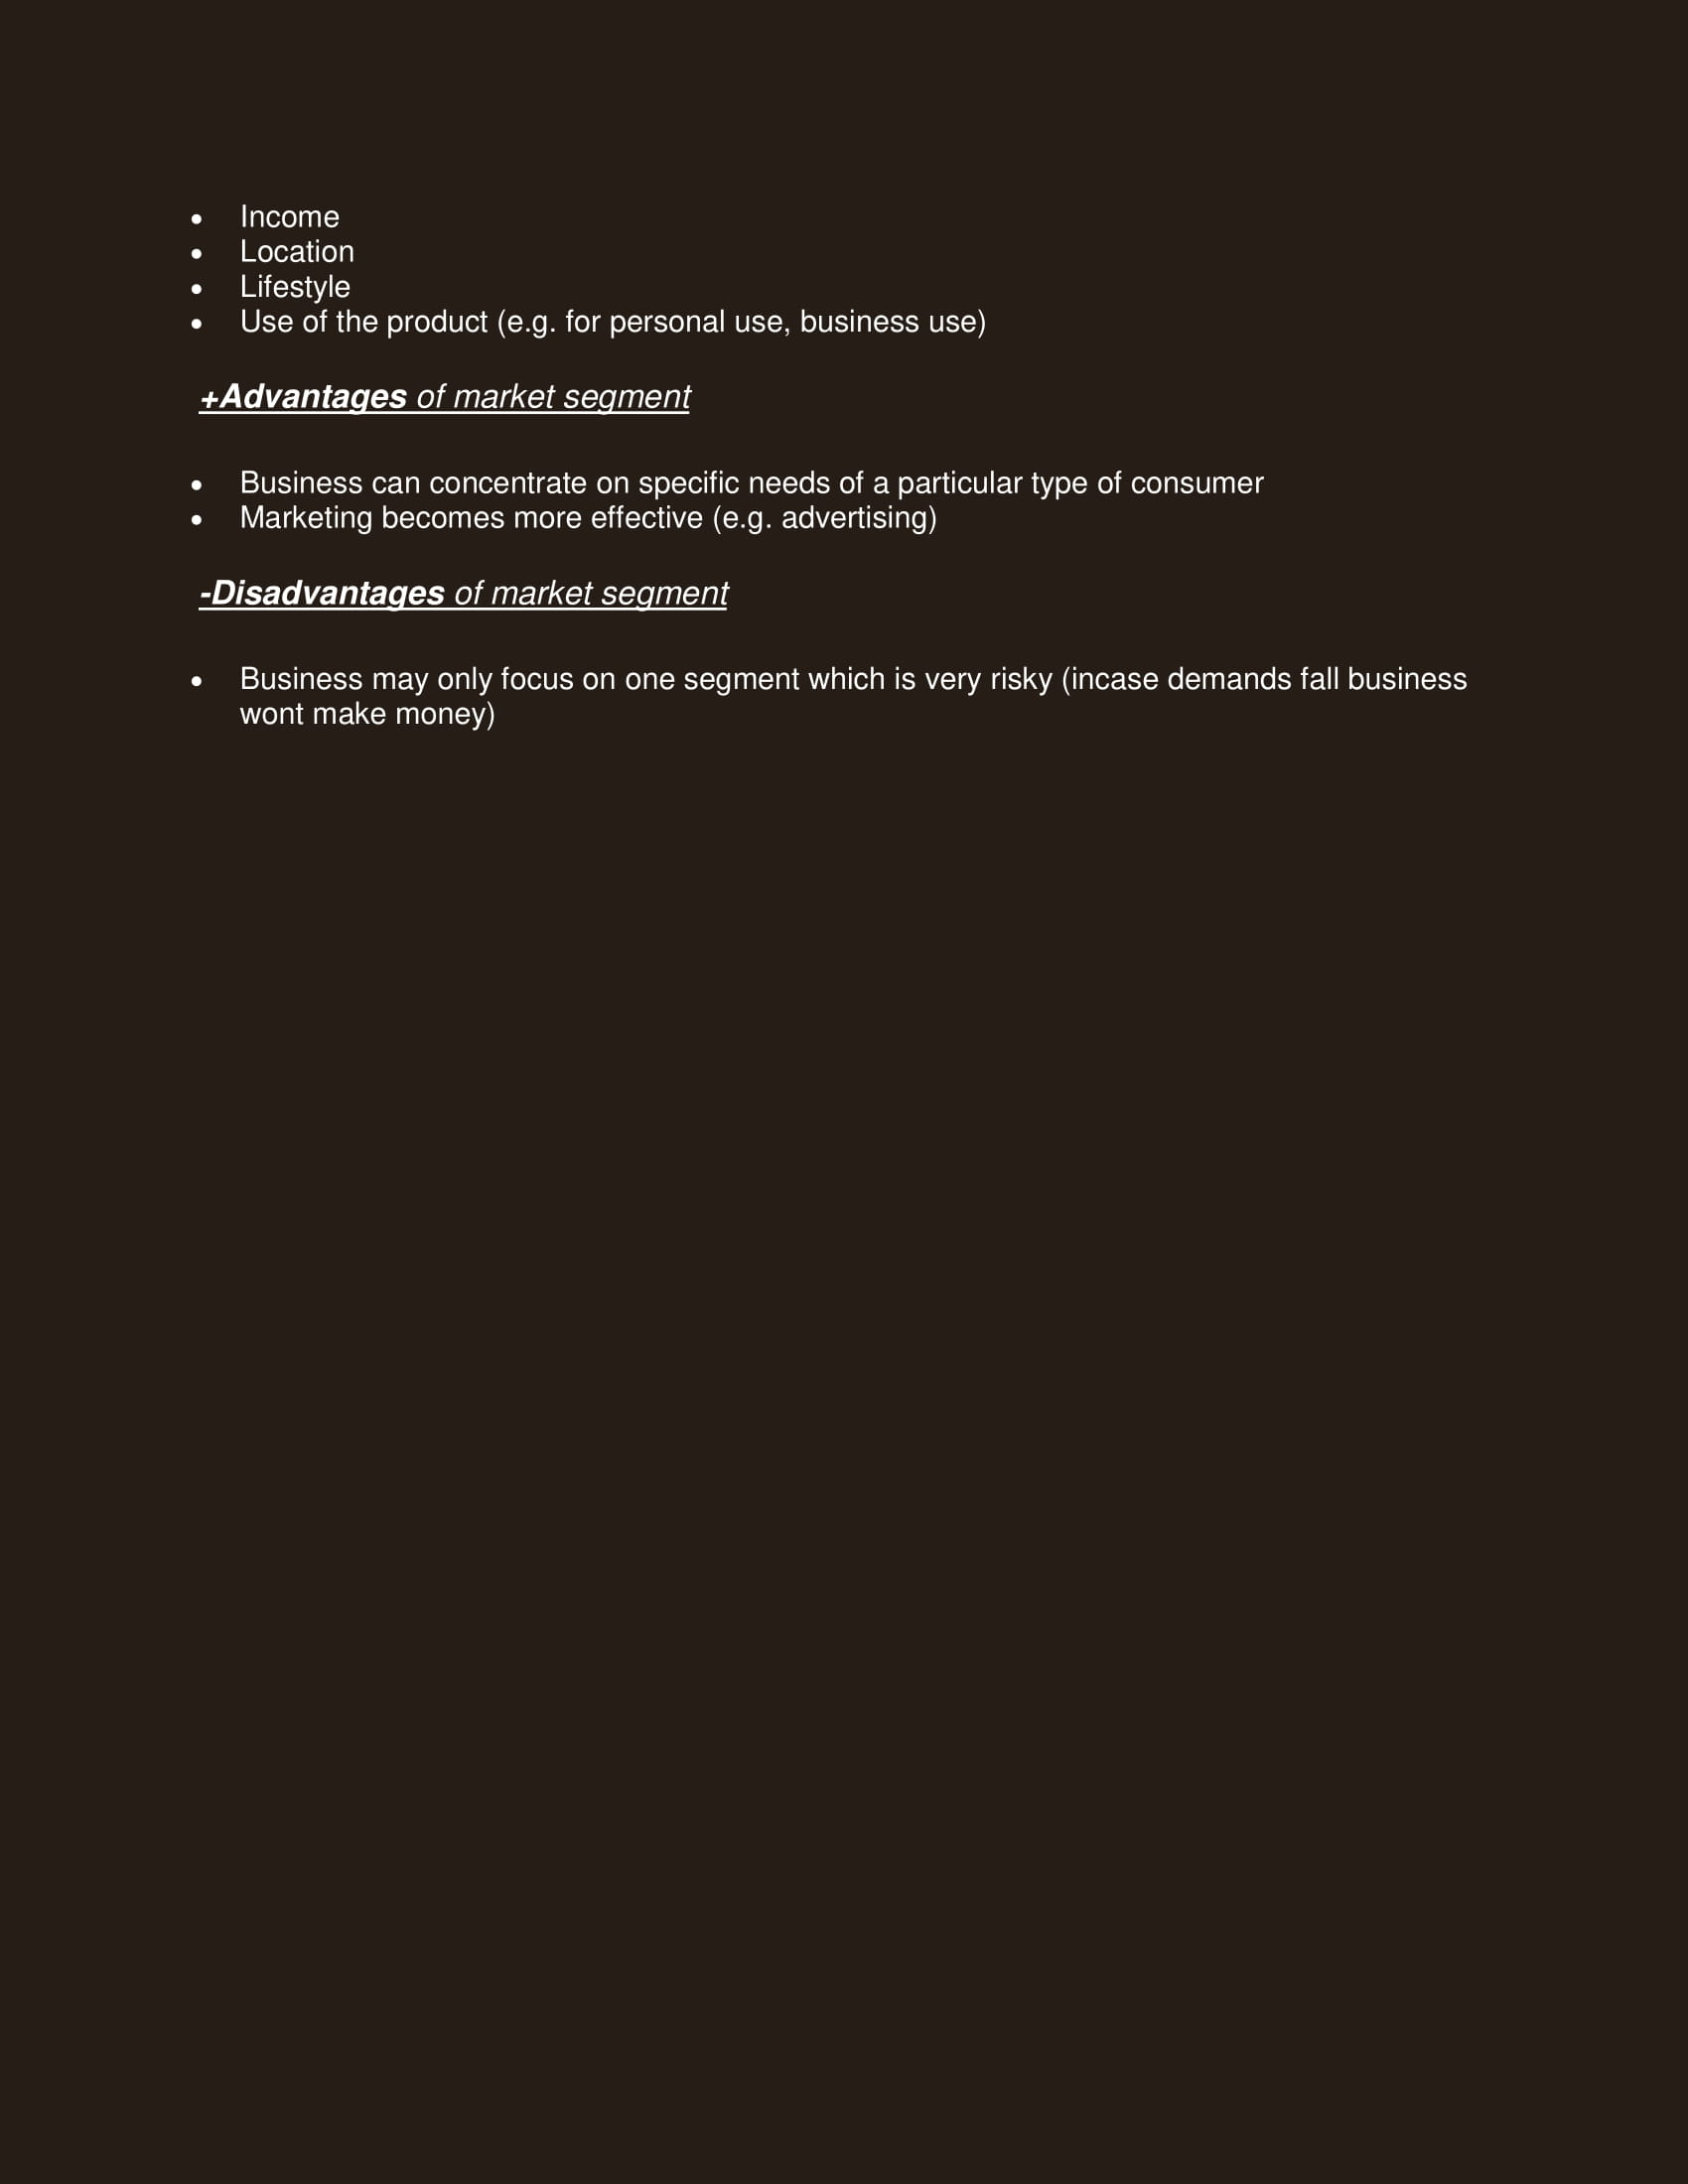 • Income
• Location
• Lifestyle
• Use of the product (e.g. for personal use, business use)
+Advantages of market segment
• Business can concentrate on specific needs of a particular type of consumer
• Marketing becomes more effective (e.g. advertising)
-Disadvantages of market segment
• Business may only focus on one segment which is very risky (incase demands fall business
wont make money)